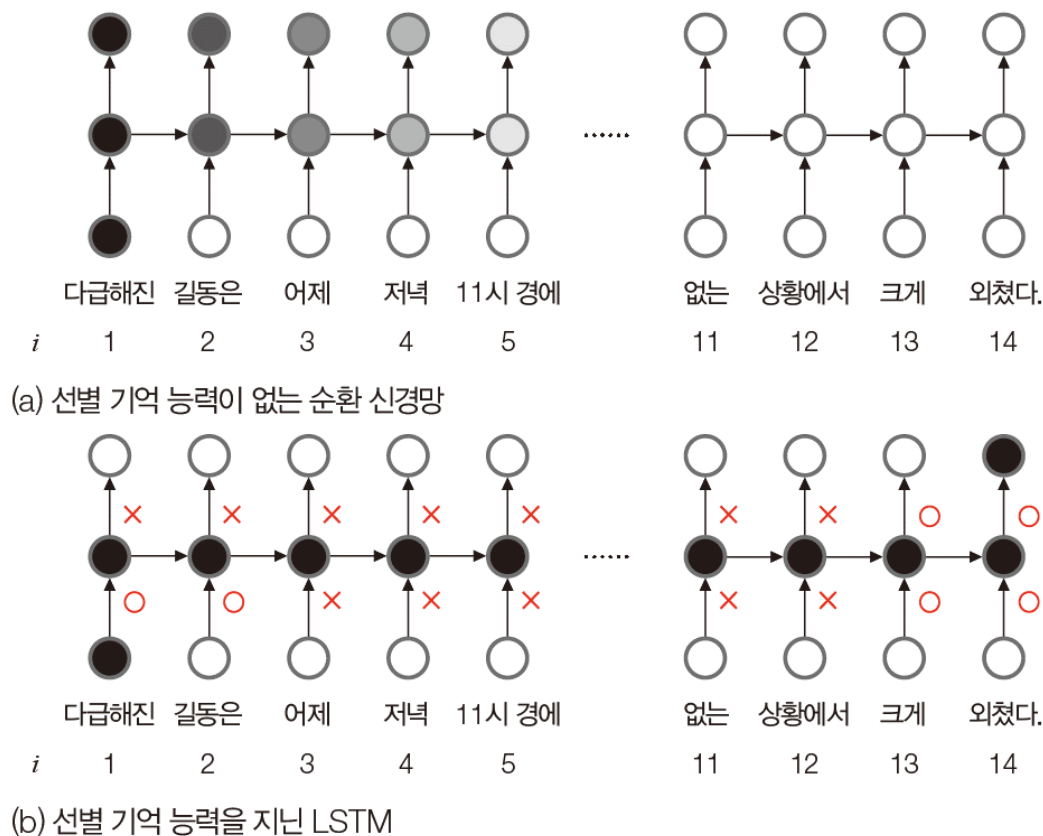 다급해진 길동은 어제 저녁 11시 경에 없는 상황에서 크게 외쳤다.
i 1 2 3 4 5 11 12 13 14
(a) 선별 기억 능력이 없는 순환 신경망
다급해진 길동은 어제 저녁 11시 경에 없는 상황에서 크게 외쳤다.
i 1 2 3 4 5 11 12 13 14
(b) 선별 기억 능력을 지닌 LSTM